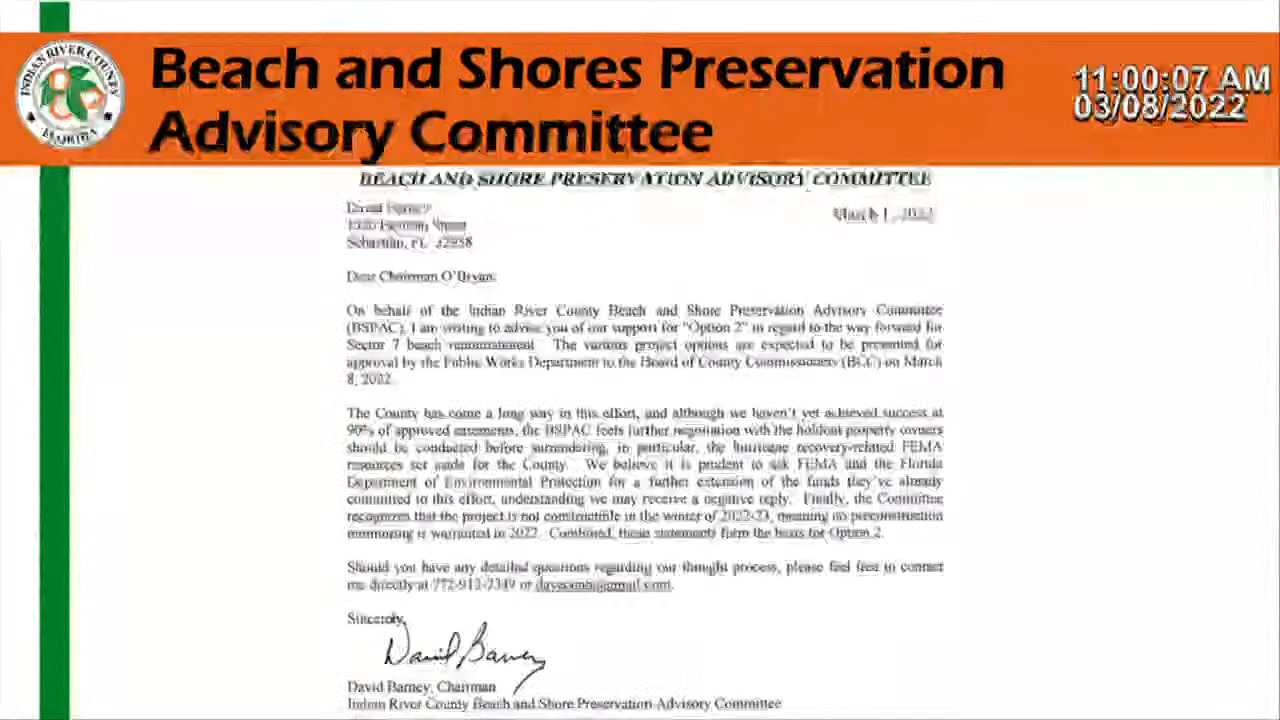 Beach and Shores Preservation
Advisory Committee
INDIAN RIVER COUNTY
FLORIDA
11:00:07 AM
03/08/2022
BEACH AND SHORE PRESERVATION ADVISORY COMMITTEE
David Barney
March 1, 2022
Sebastian, FL 32958
Dear Chairman O'Bryan:
On behalf of the Indian River County Beach and Shore Preservation Advisory Committee
(BSPAC), I am writing to advise you of our support for "Option 2" in regard to the way forward for
Sector 7 beach renourishment. The various project options are expected to be presented for
approval by the Public Works Department to the Board of County Commissioners (BCC) on March
8, 2022.
The County has come a long way in this effort, and although we haven't yet achieved success at
90% of approved easements, the BSPAC feels further negotiation with the holdout property owners
should be conducted before surrendering, in particular, the hurricane recovery-related FEMA
resources set aside for the County. We believe it is prudent to ask FEMA and the Florida
Department of Environmental Protection for a further extension of the funds they've already
committed to this effort, understanding we may receive a negative reply. Finally, the Committee
recognizes that the project is not constructible in the winter of 2022-23, meaning no preconstruction
monitoring is warranted in 2022. Combined, these statements form the basis for Option 2.
Should you have any detailed questions regarding our thought process, please feel free to contact
me directly at or
Sincerely,
David Barney
David Barney, Chairman
Indian River County Beach and Shore Preservation Advisory Committee